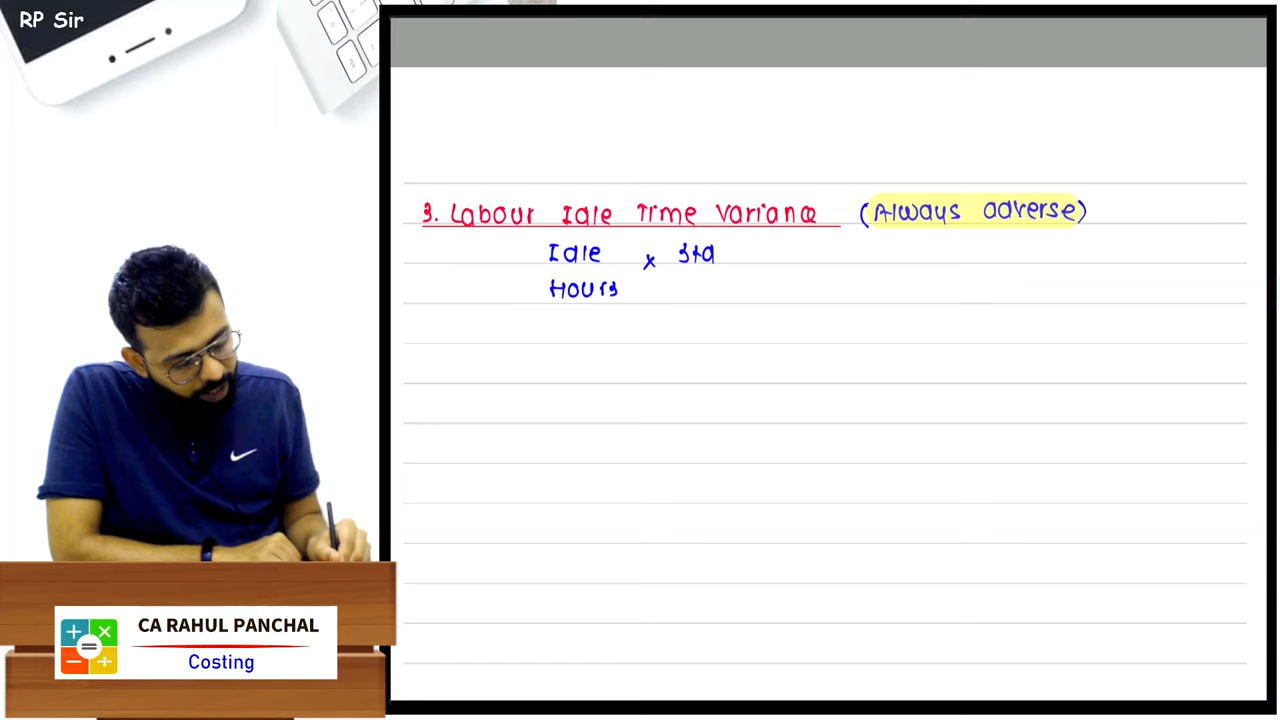 RP Sir
3. Labour Idle Time Variance (Always adverse)
Idle × Std
Hours
CA RAHUL PANCHAL
Costing